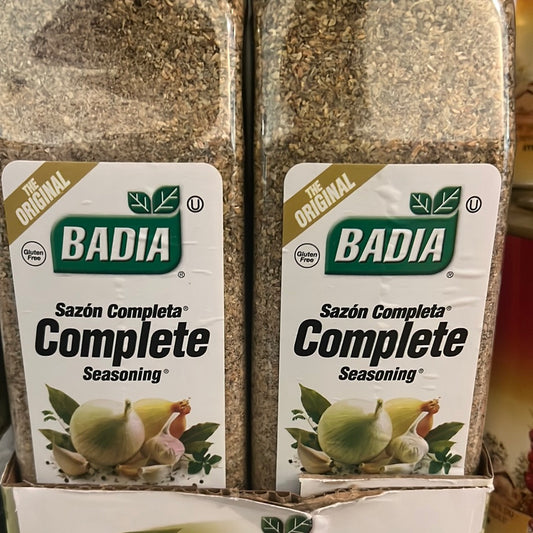 THE
ORIGINAL
U
BADIA®
Gluten
Free
Sazón Completa®
Complete
Seasoning®
THE
ORIGINAL
U
BADIA®
Gluten
Free
Sazón Completa®
Complete
Seasoning®